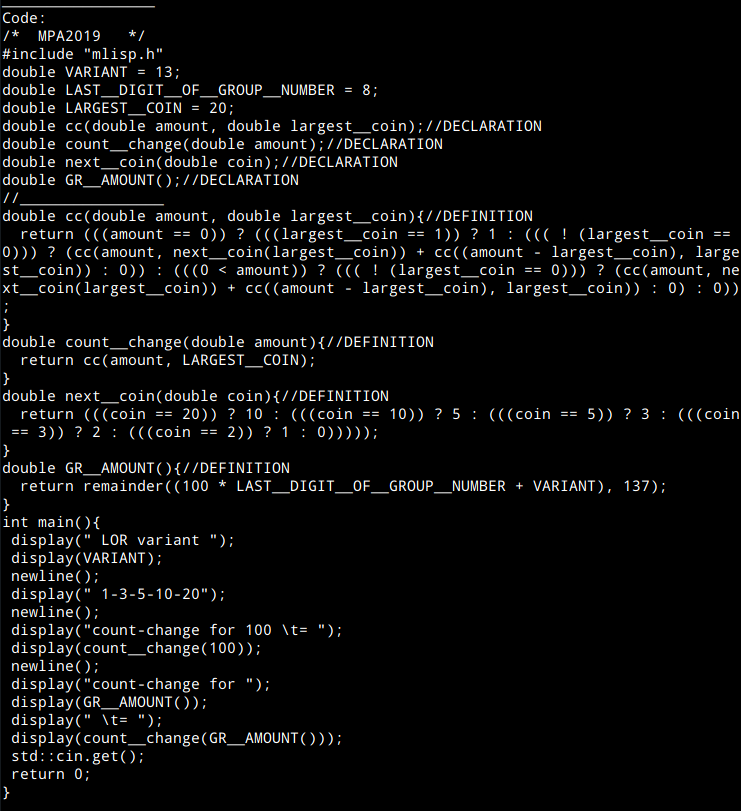 _________________
Code:
/*  MPA2019   */
#include "mlisp.h"
double VARIANT = 13;
double LAST__DIGIT__OF__GROUP__NUMBER = 8;
double LARGEST__COIN = 20;
double cc(double amount, double largest__coin);//DECLARATION
double count__change(double amount);//DECLARATION
double next__coin(double coin);//DECLARATION
double GR__AMOUNT();//DECLARATION
//________________
double cc(double amount, double largest__coin){//DEFINITION
  return (((amount == 0)) ? (((largest__coin == 1)) ? 1 : ((( ! (largest__coin ==
0))) ? (cc(amount, next__coin(largest__coin)) + cc((amount - largest__coin), large
st__coin)) : 0)) : (((0 < amount)) ? ((( ! (largest__coin == 0))) ? (cc(amount, ne
xt__coin(largest__coin)) + cc((amount - largest__coin), largest__coin)) : 0) : 0))
;
}
double count__change(double amount){//DEFINITION
  return cc(amount, LARGEST__COIN);
}
double next__coin(double coin){//DEFINITION
  return (((coin == 20)) ? 10 : (((coin == 10)) ? 5 : (((coin == 5)) ? 3 : (((coin
 == 3)) ? 2 : (((coin == 2)) ? 1 : 0)))));
}
double GR__AMOUNT(){//DEFINITION
  return remainder((100 * LAST__DIGIT__OF__GROUP__NUMBER + VARIANT), 137);
}
int main(){
 display(" LOR variant ");
 display(VARIANT);
 newline();
 display(" 1-3-5-10-20");
 newline();
 display("count-change for 100 \t= ");
 display(count__change(100));
 newline();
 display("count-change for ");
 display(GR__AMOUNT());
 display(" \t= ");
 display(count__change(GR__AMOUNT()));
 std::cin.get();
 return 0;
}